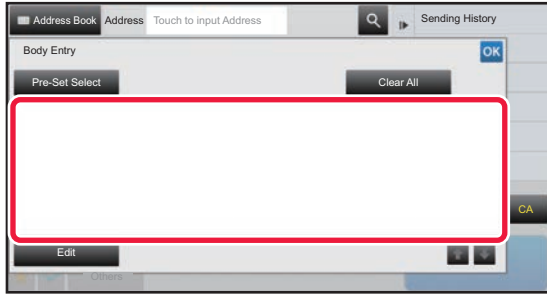 Address Book Address Touch to input Address Sending History
Body Entry OK
Pre-Set Select Clear All
CA
Edit
Others